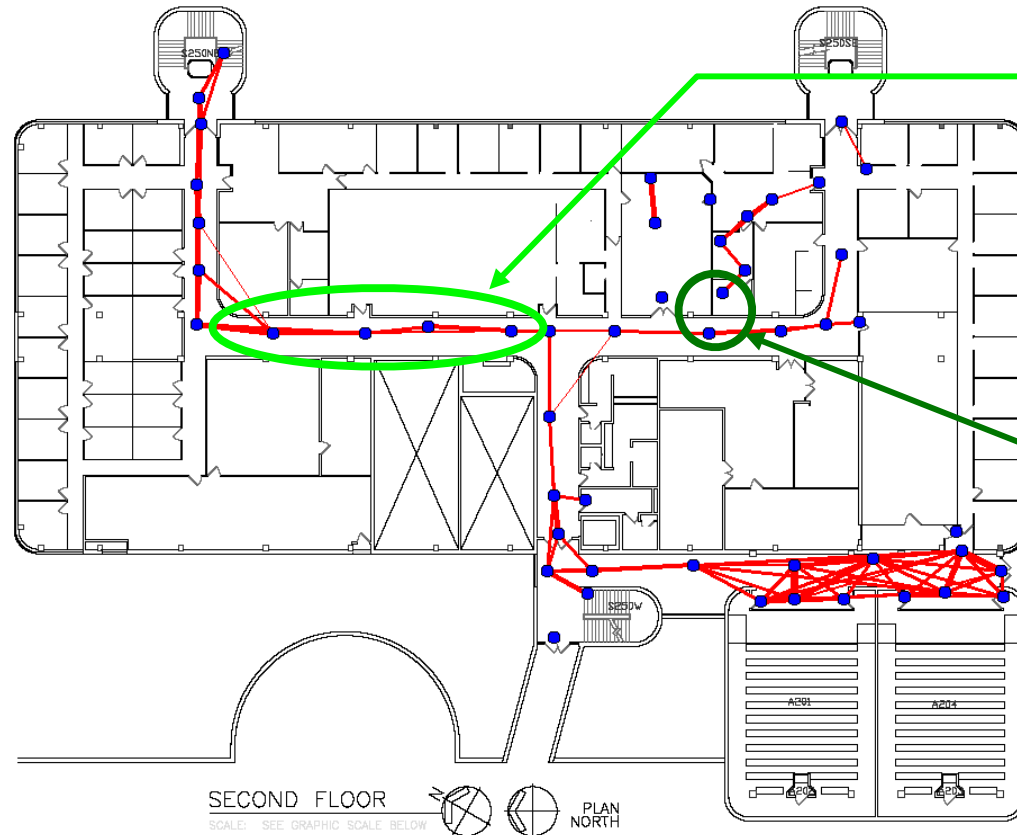 S250NE
S250SE
S250W
A201
A204
SECOND FLOOR
PLAN
NORTH
N
SCALE: SEE GRAPHIC SCALE BELOW